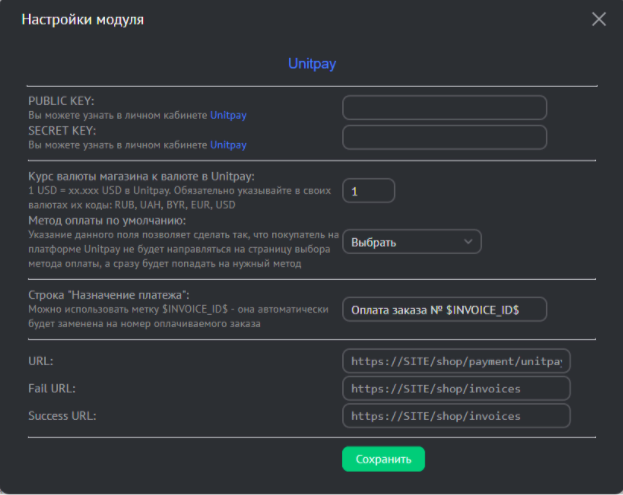 Настройки модуля
Unitpay
PUBLIC KEY:
Вы можете узнать в личном кабинете Unitpay
SECRET KEY:
Вы можете узнать в личном кабинете Unitpay
Курс валюты магазина к валюте в Unitpay:
1 USD = xx.xxx USD в Unitpay. Обязательно указывайте в своих
валютах их коды: RUB, UAH, BYR, EUR, USD
1
Метод оплаты по умолчанию:
Указание данного поля позволяет сделать так, что покупатель на
платформе Unitpay не будет направляться на страницу выбора
метода оплаты, а сразу будет попадать на нужный метод
Выбрать
Строка "Назначение платежа":
Можно использовать метку $INVOICE_ID$ - она автоматически
будет заменена на номер оплачиваемого заказа
Оплата заказа № $INVOICE_ID$
URL:
https://SITE/shop/payment/unitpay
Fail URL:
https://SITE/shop/invoices
Success URL:
https://SITE/shop/invoices
Сохранить